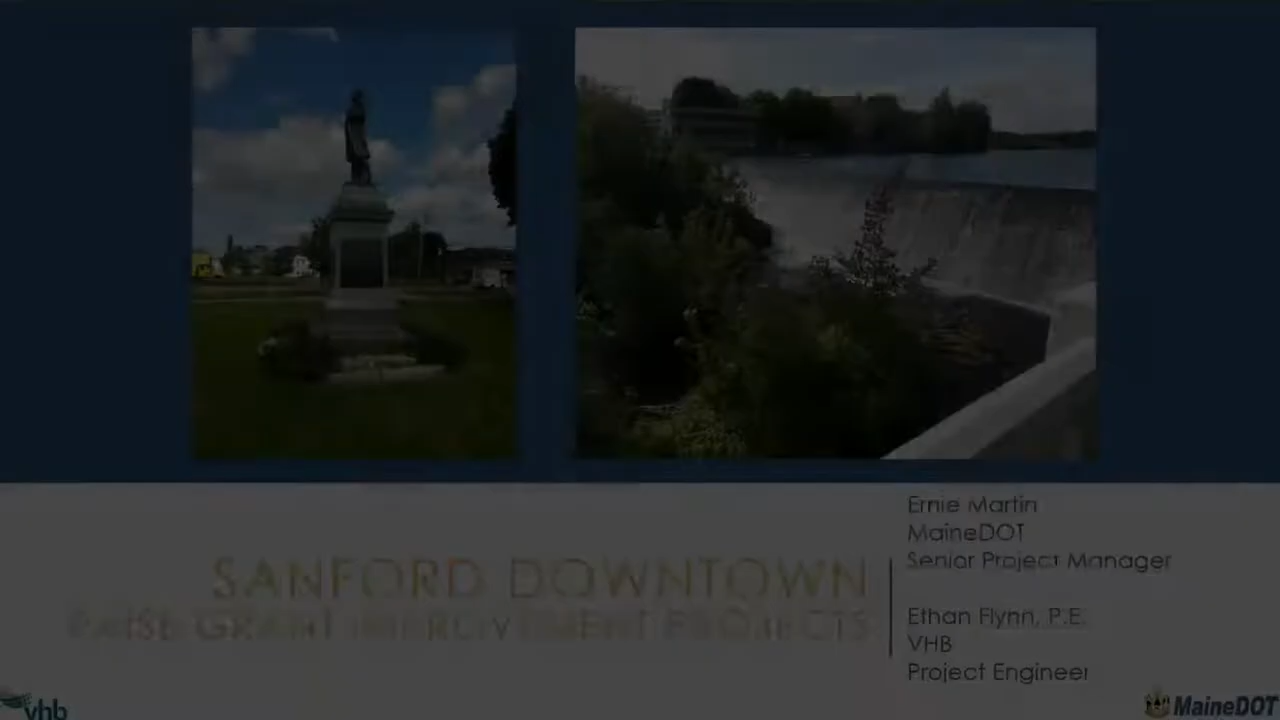 SANFORD DOWNTOWN
RAISE GRANT IMPROVEMENT PROJECTS
Ernie Martin
MaineDOT
Senior Project Manager
Ethan Flynn, P.E.
VHB
Project Engineer
vhb
MaineDOT